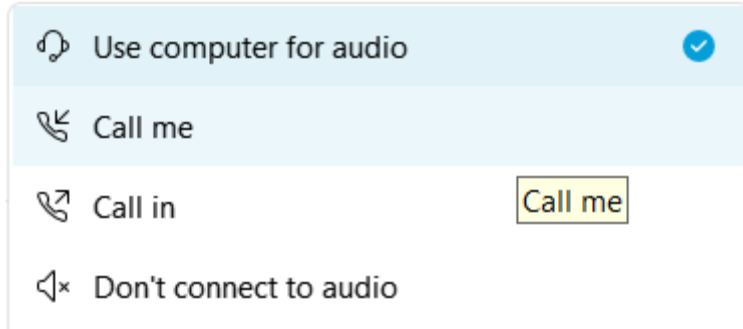 Use computer for audio
Call me
Call in
Call me
Don't connect to audio